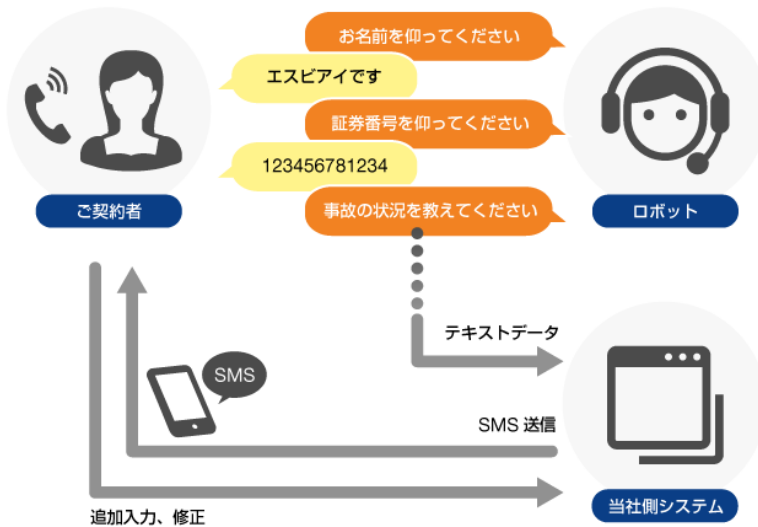 お名前を仰ってください
エスビアイです
証券番号を仰ってください
123456781234
事故の状況を教えてください
ご契約者
ロボット
テキストデータ
SMS
SMS 送信
当社側システム
追加入力、修正